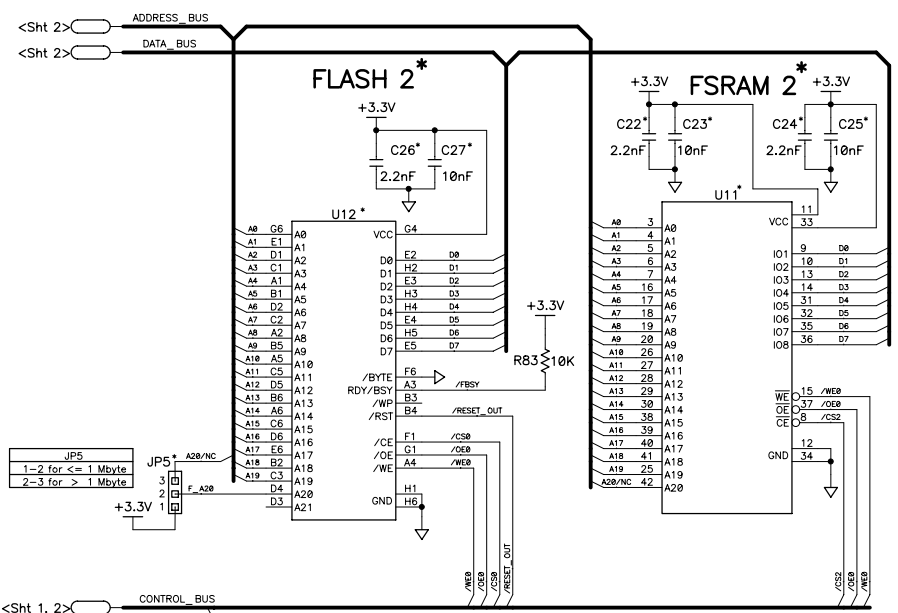 <Sht 2> ADDRESS_BUS
<Sht 2> DATA_BUS
FLASH 2*
FSRAM 2*
+3.3V
+3.3V
+3.3V
C26* C27*
2.2nF 10nF
C22* C23*
2.2nF 10nF
C24* C25*
2.2nF 10nF
U12*
A0 G6 A0
A1 E1 A1
A2 D1 A2
A3 C1 A3
A4 A1 A4
A5 B1 A5
A6 D2 A6
A7 C2 A7
A8 A2 A8
A9 B5 A9
A10 A5 A10
A11 C5 A11
A12 D5 A12
A13 B6 A13
A14 A6 A14
A15 C6 A15
A16 D6 A16
A17 E6 A17
A18 B2 A18
A19 C3 A19
F_A20 D4 A20
D3 A21
VCC G4
D0 E2 D0
D1 H2 D1
D2 E3 D2
D3 H3 D3
D4 H4 D4
D5 E4 D5
D6 H5 D6
D7 E5 D7
/BYTE F6
RDY/BSY A3 /FBSY
/WP B3
/RST B4 /RESET_OUT
/CE F1 /CS0
/OE G1 /OE0
/WE A4 /WE0
GND H1
H6
+3.3V
R83 10K
U11*
A0 3 A0
A1 4 A1
A2 5 A2
A3 6 A3
A4 7 A4
A5 16 A5
A6 17 A6
A7 18 A7
A8 19 A8
A9 20 A9
A10 26 A10
A11 27 A11
A12 28 A12
A13 29 A13
A14 30 A14
A15 38 A15
A16 39 A16
A17 40 A17
A18 41 A18
A19 25 A19
A20/NC 42 A20
11
VCC 33
IO1 9 D0
IO2 10 D1
IO3 13 D2
IO4 14 D3
IO5 31 D4
IO6 32 D5
IO7 35 D6
IO8 36 D7
WE 15 /WE0
OE 37 /OE0
CE 8 /CS2
12
GND 34
JP5
1-2 for <= 1 Mbyte
2-3 for > 1 Mbyte
JP5* A20/NC
3
2
1
+3.3V
/WE0
/OE0
/CS0
/RESET_OUT
/CS2
/OE0
/WE0
<Sht 1, 2> CONTROL_BUS